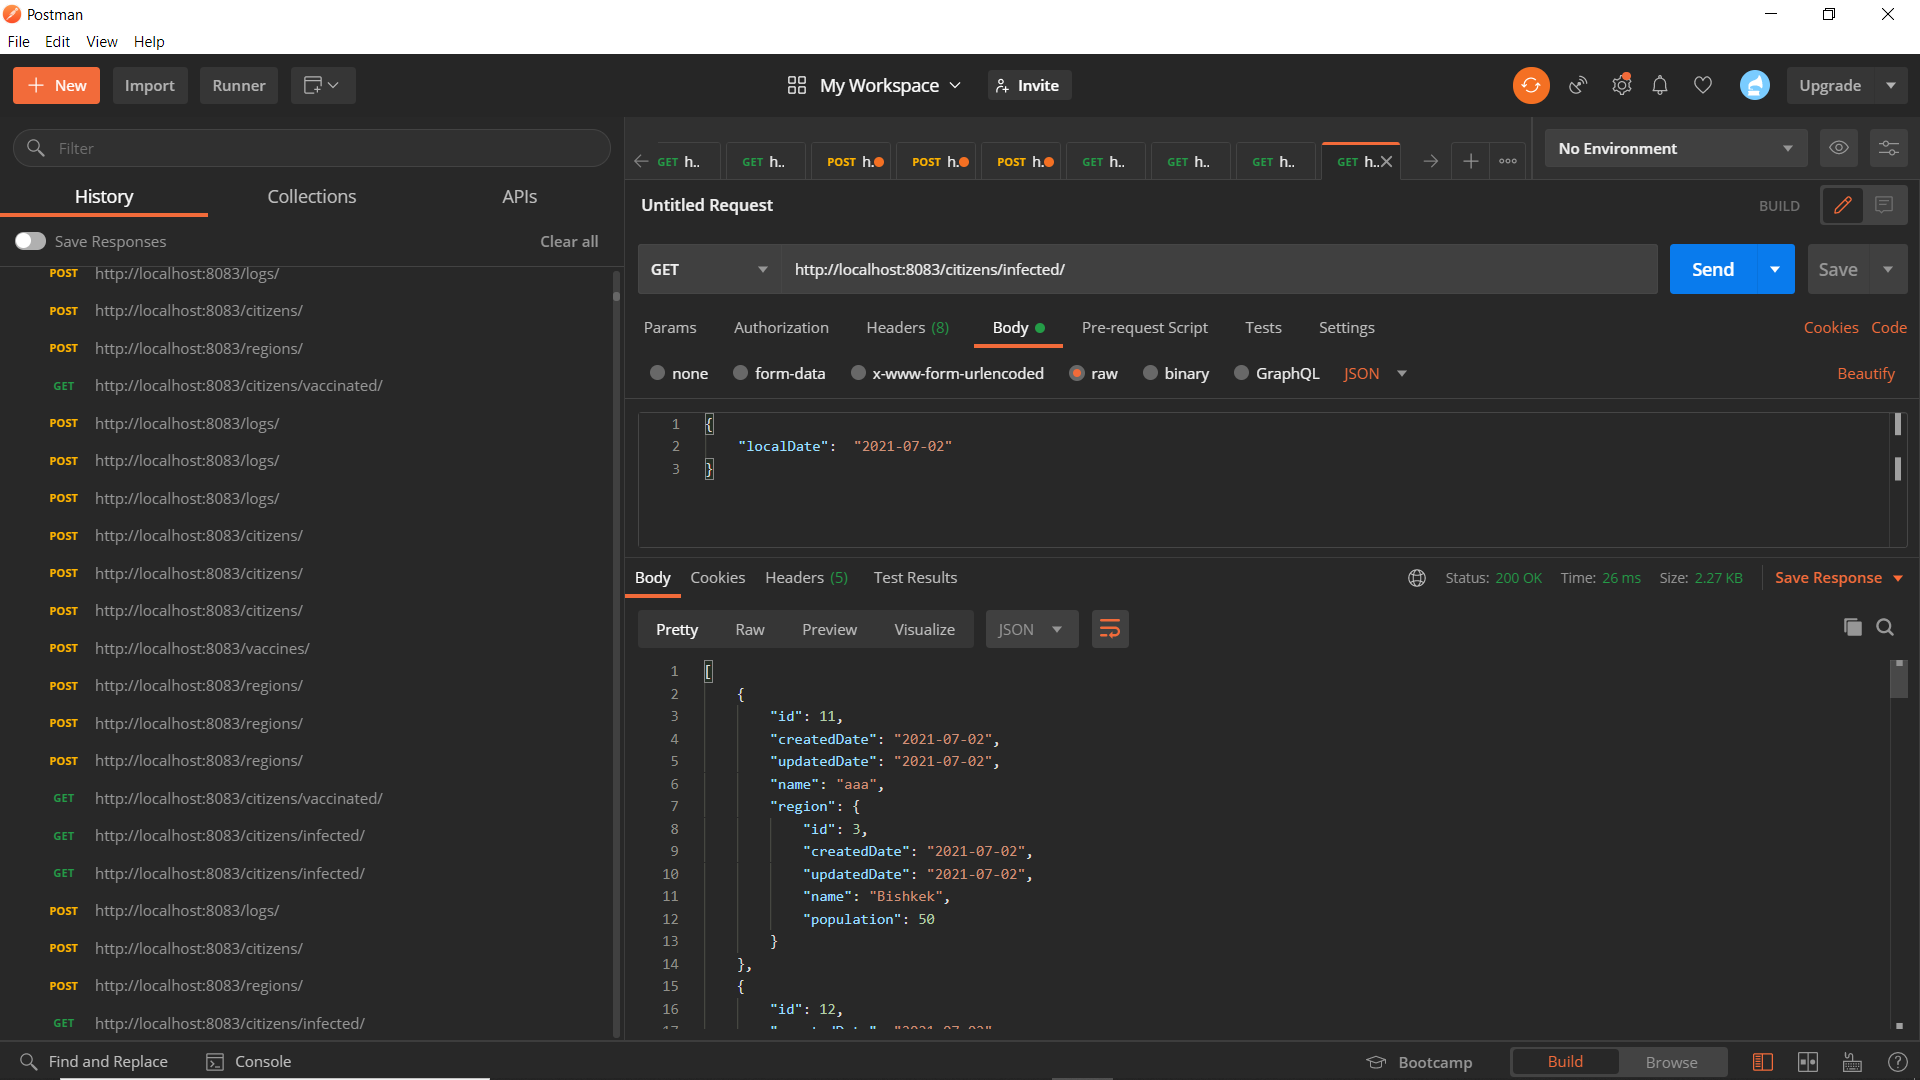 Postman
File Edit View Help
New Import Runner My Workspace Invite Upgrade
Filter
History Collections APIs
Save Responses Clear all
POST http://localhost:8083/logs/
POST http://localhost:8083/citizens/
POST http://localhost:8083/regions/
GET http://localhost:8083/citizens/vaccinated/
POST http://localhost:8083/logs/
POST http://localhost:8083/logs/
POST http://localhost:8083/logs/
POST http://localhost:8083/citizens/
POST http://localhost:8083/citizens/
POST http://localhost:8083/citizens/
POST http://localhost:8083/vaccines/
POST http://localhost:8083/regions/
POST http://localhost:8083/regions/
POST http://localhost:8083/regions/
GET http://localhost:8083/citizens/vaccinated/
GET http://localhost:8083/citizens/infected/
GET http://localhost:8083/citizens/infected/
POST http://localhost:8083/logs/
POST http://localhost:8083/citizens/
POST http://localhost:8083/regions/
GET http://localhost:8083/citizens/infected/
GET h.. GET h.. POST h. POST h. POST h. GET h.. GET h.. GET h.. GET h.. No Environment
Untitled Request BUILD
GET http://localhost:8083/citizens/infected/ Send Save
Params Authorization Headers (8) Body Pre-request Script Tests Settings Cookies Code
none form-data x-www-form-urlencoded raw binary GraphQL JSON Beautify
1 {
2 "localDate": "2021-07-02"
3 }
Body Cookies Headers (5) Test Results Status: 200 OK Time: 26 ms Size: 2.27 KB Save Response
Pretty Raw Preview Visualize JSON
1 [
2 {
3 "id": 11,
4 "createdDate": "2021-07-02",
5 "updatedDate": "2021-07-02",
6 "name": "aaa",
7 "region": {
8 "id": 3,
9 "createdDate": "2021-07-02",
10 "updatedDate": "2021-07-02",
11 "name": "Bishkek",
12 "population": 50
13 }
14 },
15 {
16 "id": 12,
Find and Replace Console Bootcamp Build Browse